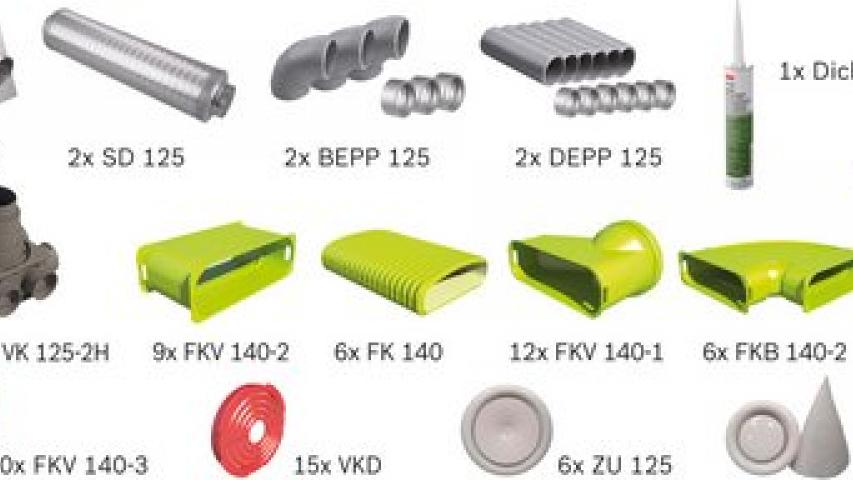 1x Dich
2x SD 125
2x BEPP 125
2x DEPP 125
VK 125-2H
9x FKV 140-2
6x FK 140
12x FKV 140-1
6x FKB 140-2
0x FKV 140-3
15x VKD
6x ZU 125